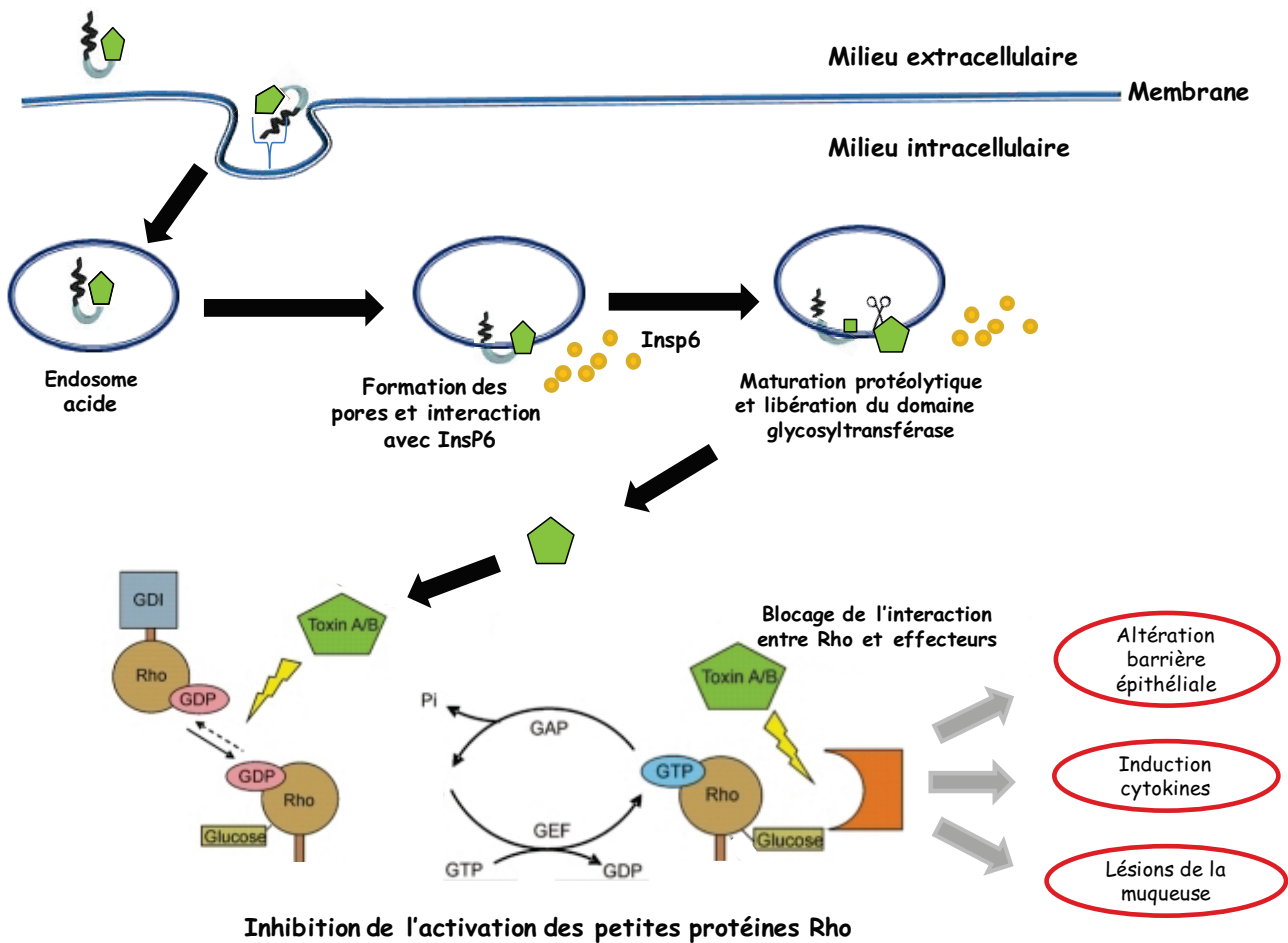 Milieu extracellulaire
Membrane
Milieu intracellulaire
Endosome
acide
Formation des
pores et interaction
avec InsP6
Insp6
Maturation protéolytique
et libération du domaine
glycosyltransférase
GDI
Rho
GDP
Toxin A/B
GDP
Rho
Glucose
Pi
GAP
GEF
GTP
GDP
Blocage de l'interaction
entre Rho et effecteurs
Toxin A/B
GTP
Rho
Glucose
Altération
barrière
épithéliale
Induction
cytokines
Lésions de la
muqueuse
Inhibition de l'activation des petites protéines Rho